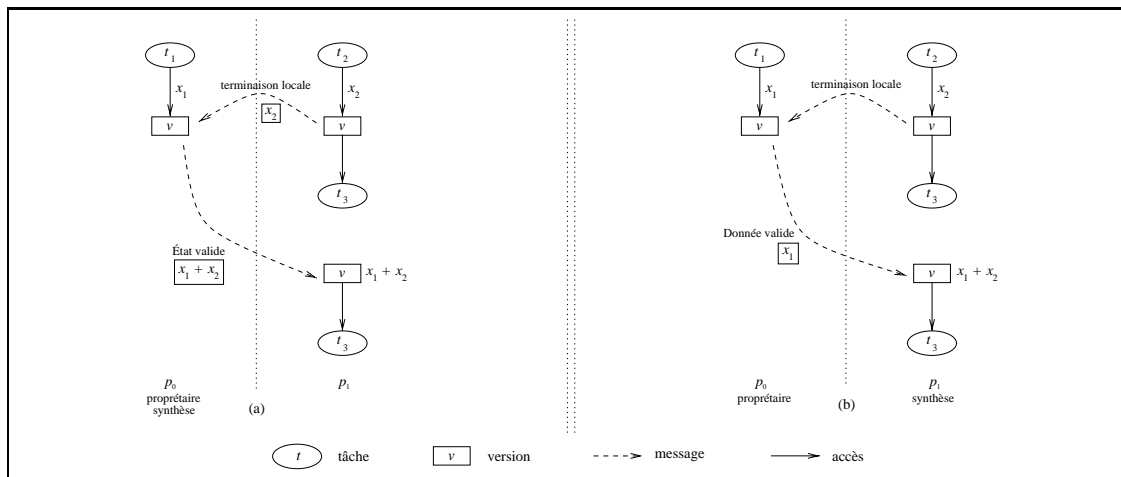 t1
t2
x1
terminaison locale
x2
x2
v
v
t3
État valide
x1 + x2
v
x1 + x2
t3
p0
proprétaire
synthèse
(a)
p1
t1
t2
x1
terminaison locale
x2
v
v
t3
Donnée valide
x1
v
x1 + x2
t3
p0
proprétaire
(b)
p1
synthèse
t tâche
v version
message
accès